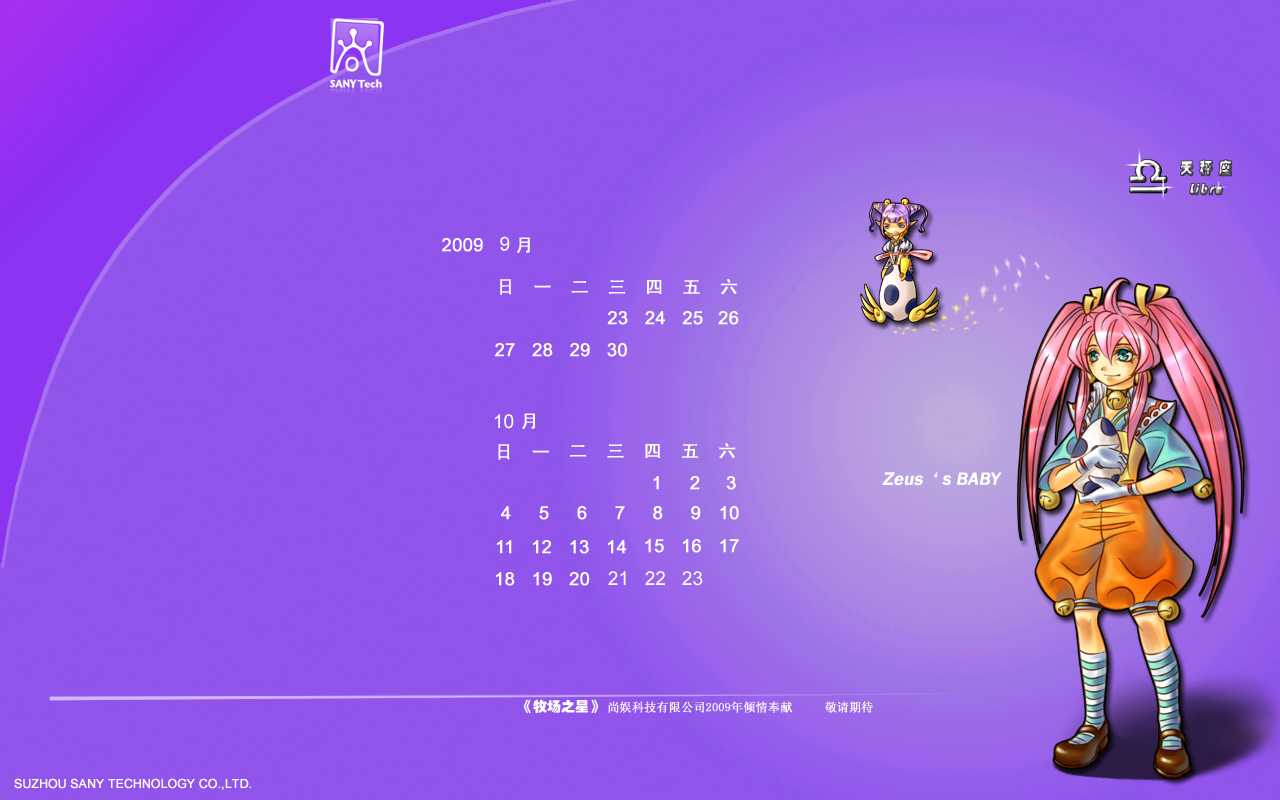 SANY Tech
天秤座
Libra
2009 9 月
日 一 二 三 四 五 六
23 24 25 26
27 28 29 30
10 月
日 一 二 三 四 五 六
1 2 3
4 5 6 7 8 9 10
11 12 13 14 15 16 17
18 19 20 21 22 23
Zeus ‘ s BABY
《牧场之星》尚娱科技有限公司2009年倾情奉献 敬请期待
SUZHOU SANY TECHNOLOGY CO.,LTD.